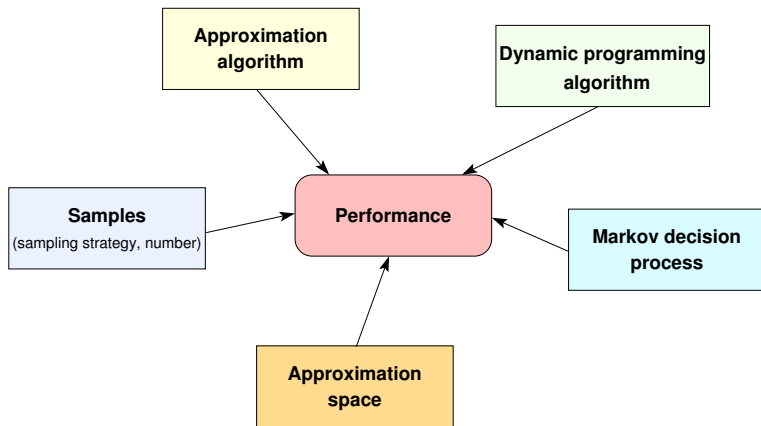 Approximation
algorithm
Dynamic programming
algorithm
Samples
(sampling strategy, number)
Performance
Markov decision
process
Approximation
space